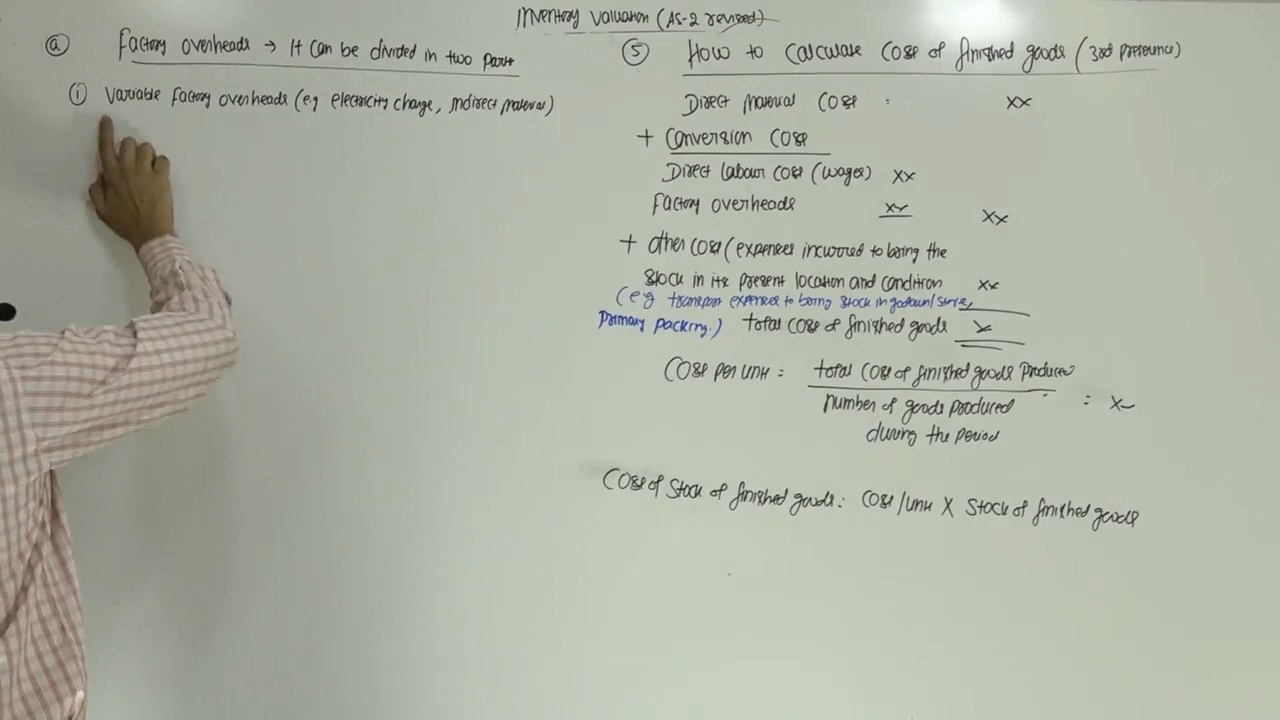 Inventory Valuation (AS-2 revised)
ⓐ Factory overheads → It can be divided in two part
ⓘ Variable factory overheads (eg electricity charge, Indirect material)
⑤ How to calculate cost of finished goods (3rd presence)
Direct Material Cost : xx
+ Conversion Cost
Direct labour cost (wages) xx
Factory overheads xx xx
+ other cost (expenses incurred to bring the
stock in its present location and condition xx
(eg transport expenses to bring stock in godown/store,
Primary packing.) total cost of finished goods x
Cost per unit = total cost of finished goods produced
number of goods produced = x
during the period
Cost of stock of finished goods : Cost/unit X Stock of finished goods